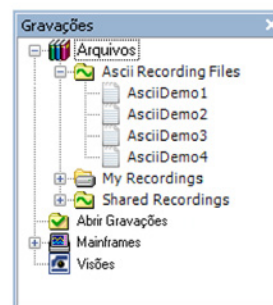 Gravações
Arquivos
Ascii Recording Files
AsciiDemo1
AsciiDemo2
AsciiDemo3
AsciiDemo4
My Recordings
Shared Recordings
Abrir Gravações
Mainframes
Visões